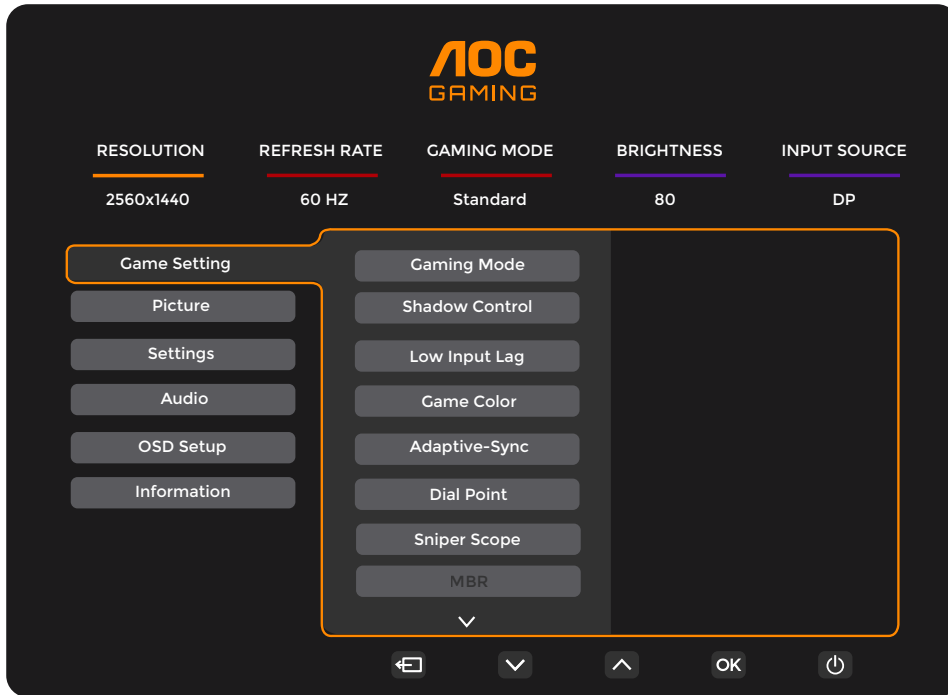 AOC
GAMING
RESOLUTION REFRESH RATE GAMING MODE BRIGHTNESS INPUT SOURCE
2560x1440 60 HZ Standard 80 DP
Game Setting
Picture
Settings
Audio
OSD Setup
Information
Gaming Mode
Shadow Control
Low Input Lag
Game Color
Adaptive-Sync
Dial Point
Sniper Scope
MBR
OK